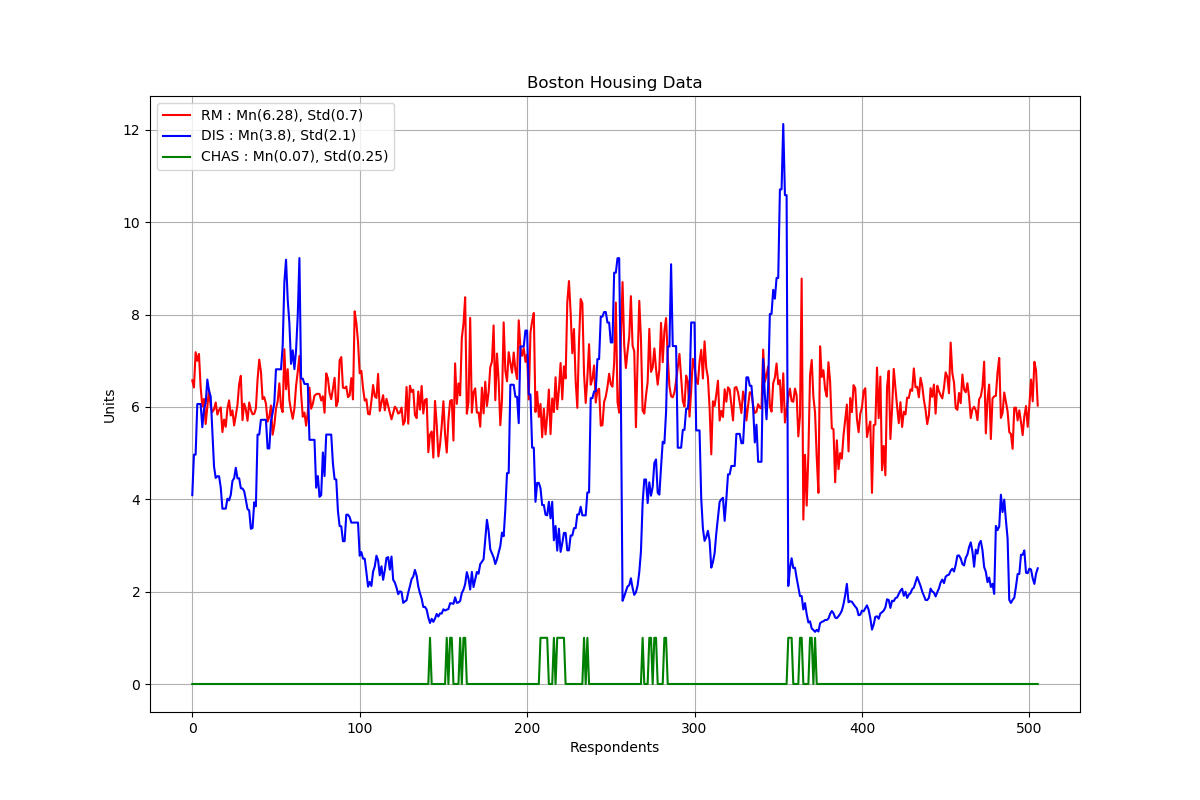 Boston Housing Data
RM : Mn(6.28), Std(0.7)
DIS : Mn(3.8), Std(2.1)
CHAS : Mn(0.07), Std(0.25)
12
10
8
6
4
2
0
Units
0 100 200 300 400 500
Respondents